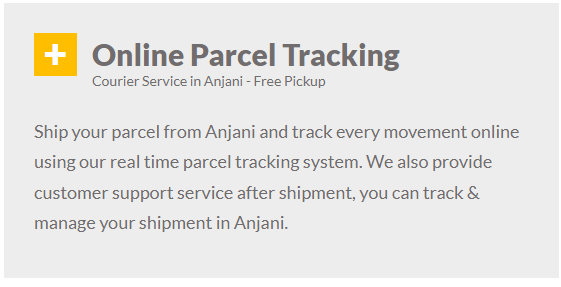 Online Parcel Tracking
Courier Service in Anjani - Free Pickup
Ship your parcel from Anjani and track every movement online
using our real time parcel tracking system. We also provide
customer support service after shipment, you can track &
manage your shipment in Anjani.